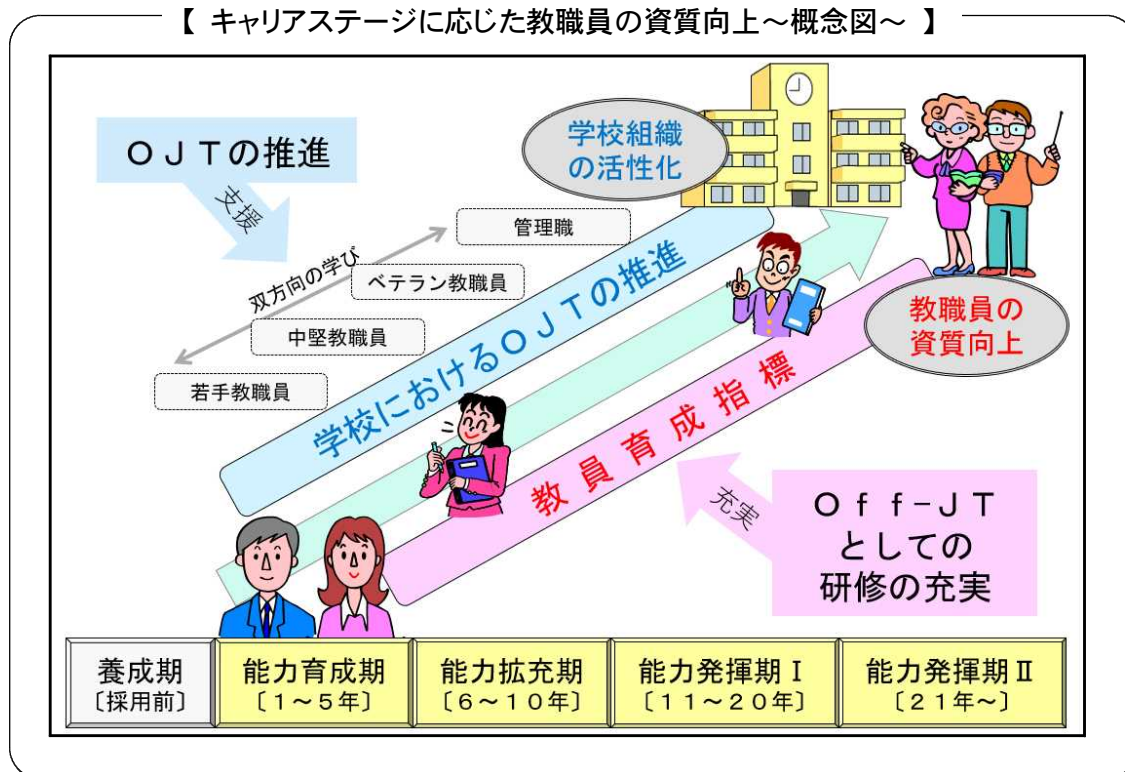 【 キャリアステージに応じた教職員の資質向上～概念図～ 】
ＯＪＴの推進
支援
学校組織
の活性化
双方向の学び
管理職
ベテラン教職員
中堅教職員
若手教職員
学校におけるＯＪＴの推進
教員育成指標
教職員の
資質向上
充実
Ｏｆｆ-ＪＴ
としての
研修の充実
養成期
〔採用前〕
能力育成期
〔１～５年〕
能力拡充期
〔６～１０年〕
能力発揮期Ⅰ
〔１１～２０年〕
能力発揮期Ⅱ
〔２１年～〕